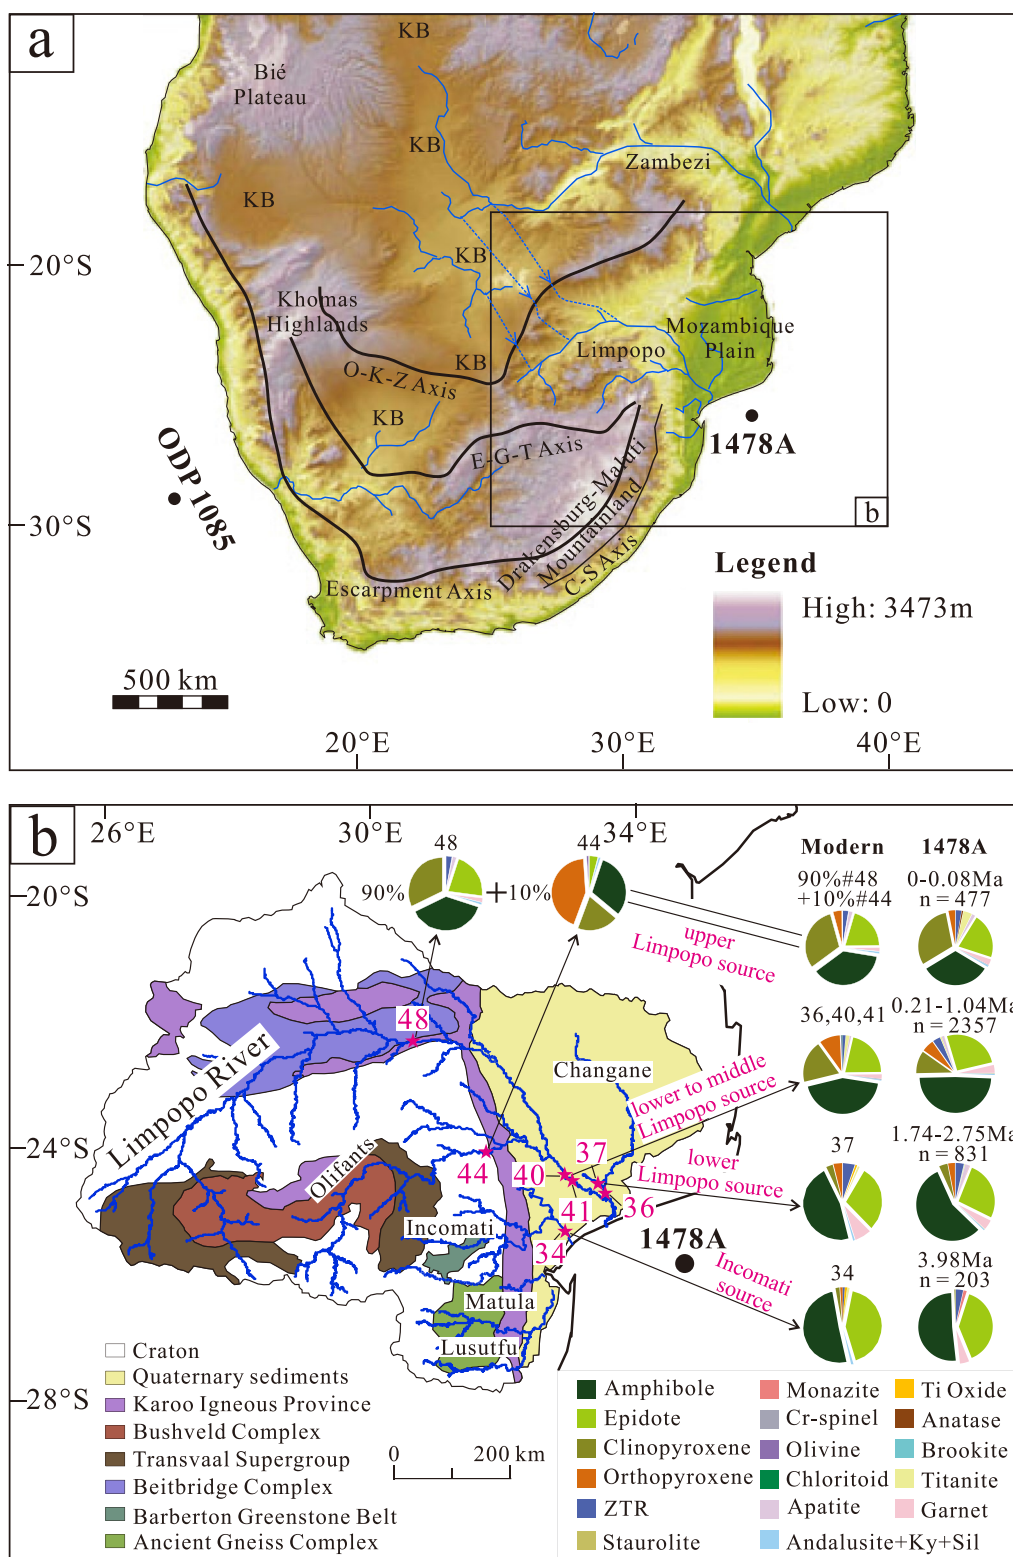 a
KB
Bié
Plateau
KB
Zambezi
KB
KB
20°S
Khomas
Highlands
Mozambique
Plain
Limpopo
KB
O-K-Z Axis
KB
E-G-T Axis
1478A
ODP 1085
Drakensburg-Maluti
Mountainland
C-S Axis
b
30°S
Escarpment Axis
Legend
High: 3473m
Low: 0
500 km
20°E
30°E
40°E
b
26°E
30°E
34°E
48
44
Modern
1478A
90%
+10%
90%#48
+10%#44
0-0.08Ma
n = 477
20°S
upper
Limpopo source
36,40,41
0.21-1.04Ma
n = 2357
48
Limpopo River
Changane
lower to middle
Limpopo source
24°S
37
1.74-2.75Ma
n = 831
44
40
37
lower
Limpopo source
Olifants
Incomati
41
36
34
1478A
Incomati
source
34
3.98Ma
n = 203
Matula
Lusutfu
28°S
Craton
Quaternary sediments
Karoo Igneous Province
Bushveld Complex
Transvaal Supergroup
Beitbridge Complex
Barberton Greenstone Belt
Ancient Gneiss Complex
0
200 km
Amphibole
Epidote
Clinopyroxene
Orthopyroxene
ZTR
Staurolite
Monazite
Cr-spinel
Olivine
Chloritoid
Apatite
Andalusite+Ky+Sil
Ti Oxide
Anatase
Brookite
Titanite
Garnet